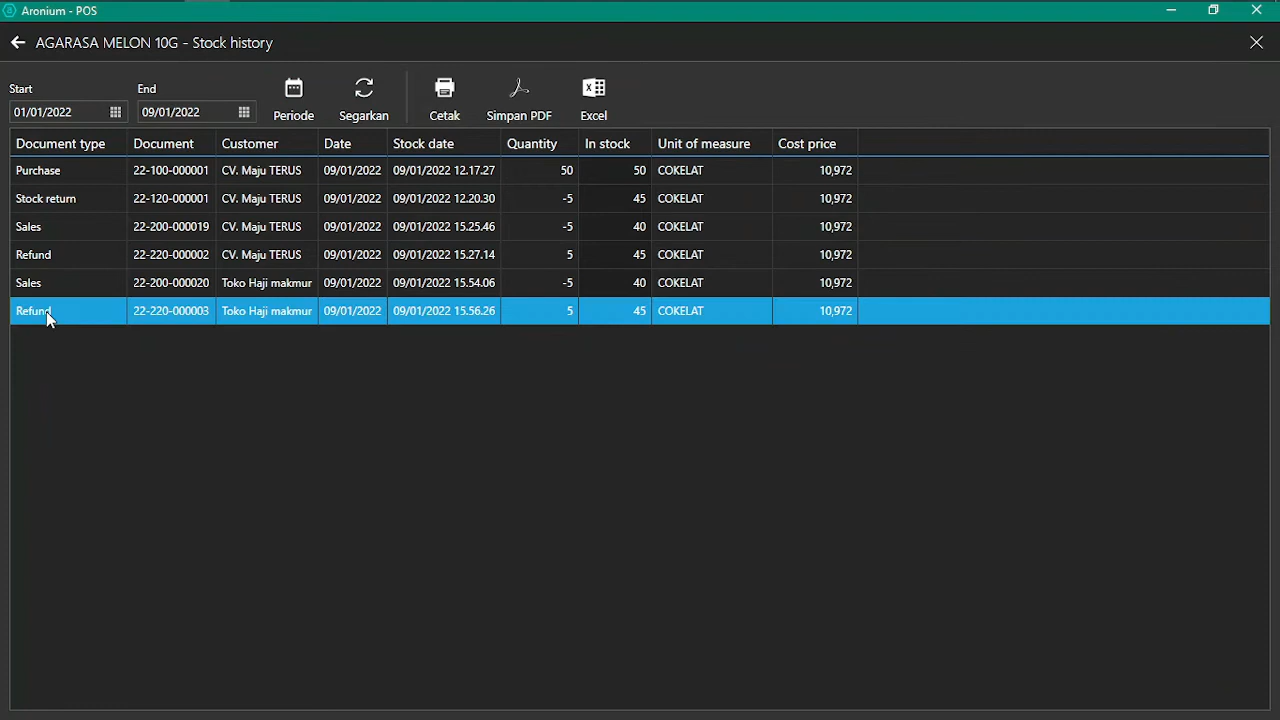 Aronium - POS
AGARASA MELON 10G - Stock history
Start End
01/01/2022 09/01/2022 Periode Segarkan Cetak Simpan PDF Excel
Document type Document Customer Date Stock date Quantity In stock Unit of measure Cost price
Purchase 22-100-000001 CV. Maju TERUS 09/01/2022 09/01/2022 12.17.27 50 50 COKELAT 10,972
Stock return 22-120-000001 CV. Maju TERUS 09/01/2022 09/01/2022 12.20.30 -5 45 COKELAT 10,972
Sales 22-200-000019 CV. Maju TERUS 09/01/2022 09/01/2022 15.25.46 -5 40 COKELAT 10,972
Refund 22-220-000002 CV. Maju TERUS 09/01/2022 09/01/2022 15.27.14 5 45 COKELAT 10,972
Sales 22-200-000020 Toko Haji makmur 09/01/2022 09/01/2022 15.54.06 -5 40 COKELAT 10,972
Refund 22-220-000003 Toko Haji makmur 09/01/2022 09/01/2022 15.56.26 5 45 COKELAT 10,972